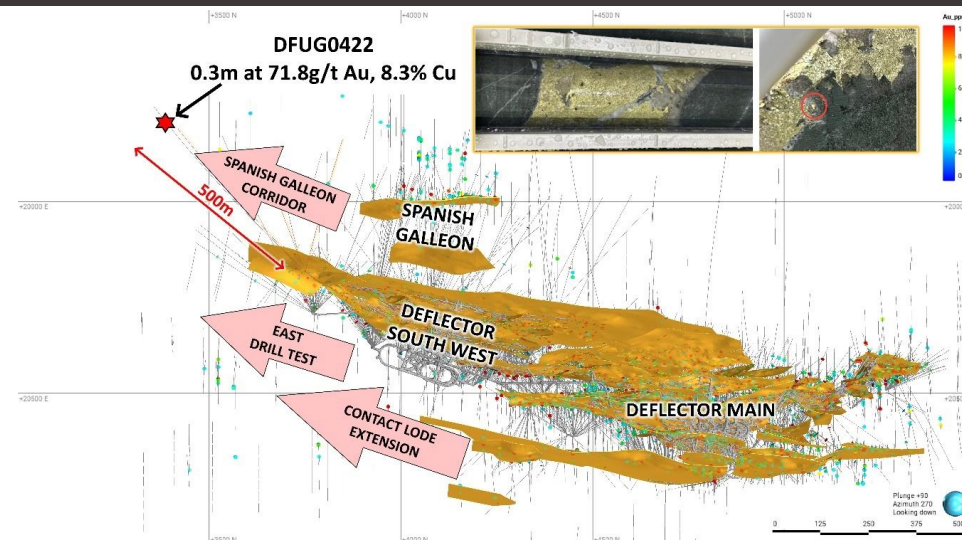 +3500 N
+4000 N
+4500 N
+5000 N
DFUG0422
0.3m at 71.8g/t Au, 8.3% Cu
SPANISH GALLEON
CORRIDOR
500m
+20000 E
SPANISH
GALLEON
DEFLECTOR
SOUTH WEST
EAST
DRILL TEST
+20500 E
DEFLECTOR MAIN
CONTACT LODE
EXTENSION
Plunge +90
Azimuth 270
Looking down
0 125 250 375
+3500 N
+4000 N